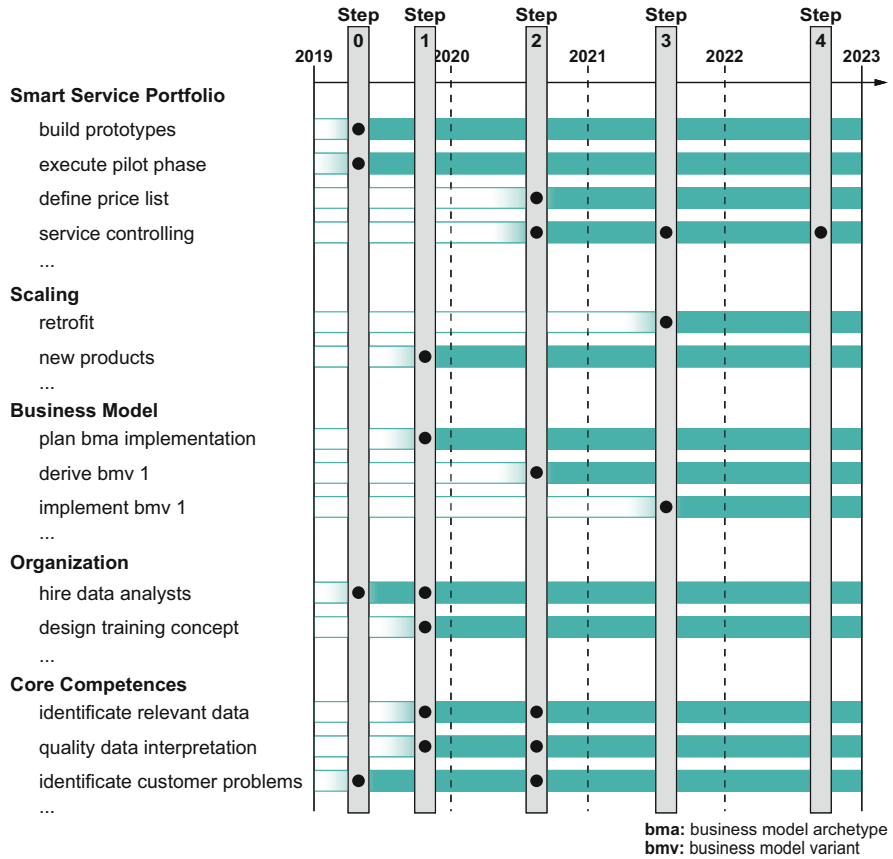 Step Step Step Step Step
0 1 2 3 4
2019 2020 2021 2022 2023
Smart Service Portfolio
build prototypes
execute pilot phase
define price list
service controlling
...
Scaling
retrofit
new products
...
Business Model
plan bma implementation
derive bmv 1
implement bmv 1
...
Organization
hire data analysts
design training concept
...
Core Competences
identificate relevant data
quality data interpretation
identificate customer problems
...
bma: business model archetype
bmv: business model variant